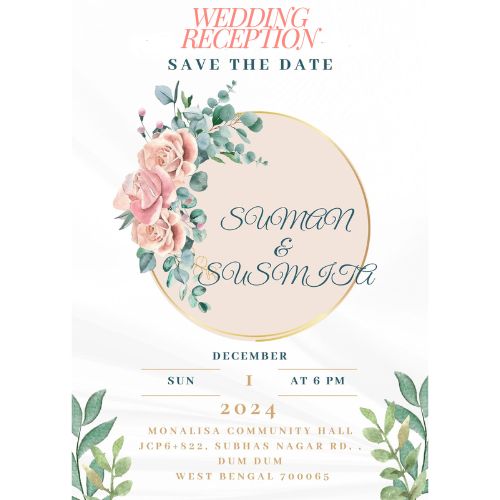 WEDDING
RECEPTION
SAVE THE DATE
SUMAN
&
SUSMITA
DECEMBER
SUN 1 AT 6 PM
2024
MONALISA COMMUNITY HALL
JCP6+822, SUBHAS NAGAR RD, ,
DUM DUM
WEST BENGAL 700065